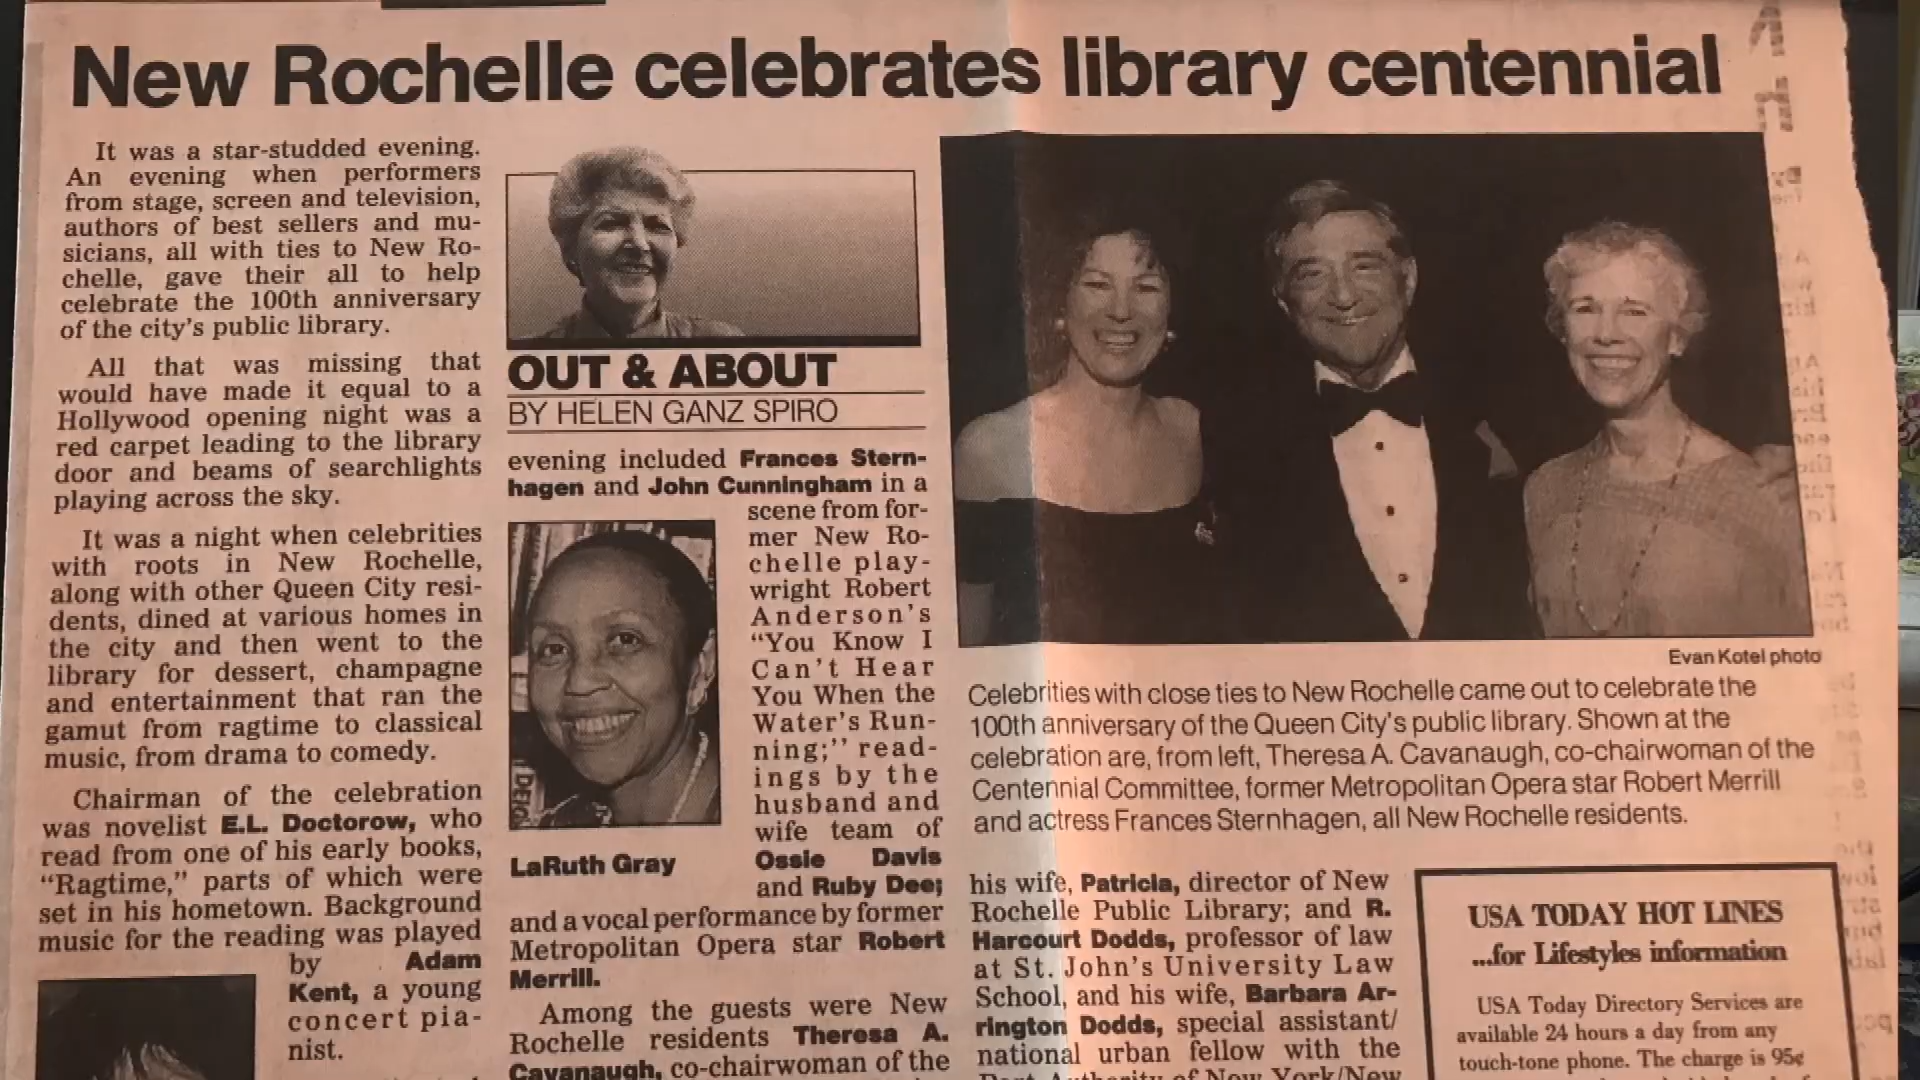 New Rochelle celebrates library centennial
It was a star-studded evening.
An evening when performers
from stage, screen and television,
authors of best sellers and mu-
sicians, all with ties to New Ro-
chelle, gave their all to help
celebrate the 100th anniversary
of the city's public library.
All that was missing that
would have made it equal to a
Hollywood opening night was a
red carpet leading to the library
door and beams of searchlights
playing across the sky.
It was a night when celebrities
with roots in New Rochelle,
along with other Queen City resi-
dents, dined at various homes in
the city and then went to the
library for dessert, champagne
and entertainment that ran the
gamut from ragtime to classical
music, from drama to comedy.
Chairman of the celebration
was novelist E.L. Doctorow, who
read from one of his early books,
"Ragtime," parts of which were
set in his hometown. Background
music for the reading was played
by Adam
Kent, a young
concert pia-
nist.
OUT & ABOUT
BY HELEN GANZ SPIRO
evening included Frances Stern-
hagen and John Cunningham in a
scene from for-
mer New Ro-
chelle play-
wright Robert
Anderson's
"You Know I
Can't Hear
You When the
Water's Run-
ning;" read-
ings by the
husband and
wife team of
Ossie Davis
and Ruby Dee;
LaRuth Gray
and a vocal performance by former
Metropolitan Opera star Robert
Merrill.
Among the guests were New
Rochelle residents Theresa A.
Cavanaugh, co-chairwoman of the
Evan Kotel photo
Celebrities with close ties to New Rochelle came out to celebrate the
100th anniversary of the Queen City's public library. Shown at the
celebration are, from left, Theresa A. Cavanaugh, co-chairwoman of the
Centennial Committee, former Metropolitan Opera star Robert Merrill
and actress Frances Sternhagen, all New Rochelle residents.
his wife, Patricia, director of New
Rochelle Public Library; and R.
Harcourt Dodds, professor of law
at St. John's University Law
School, and his wife, Barbara Ar-
rington Dodds, special assistant/
national urban fellow with the
Port Authority of New York/New
USA TODAY HOT LINES
...for Lifestyles information
USA Today Directory Services are
available 24 hours a day from any
touch-tone phone. The charge is 95¢